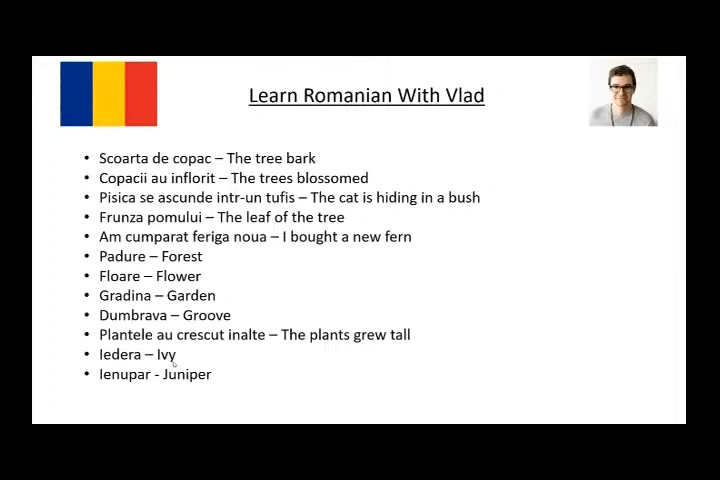 Learn Romanian With Vlad
• Scoarta de copac – The tree bark
• Copacii au inflorit – The trees blossomed
• Pisica se ascunde intr-un tufis – The cat is hiding in a bush
• Frunza pomului – The leaf of the tree
• Am cumparat feriga noua – I bought a new fern
• Padure – Forest
• Floare – Flower
• Gradina – Garden
• Dumbrava – Groove
• Plantele au crescut inalte – The plants grew tall
• Iedera – Ivy
• Ienupar - Juniper